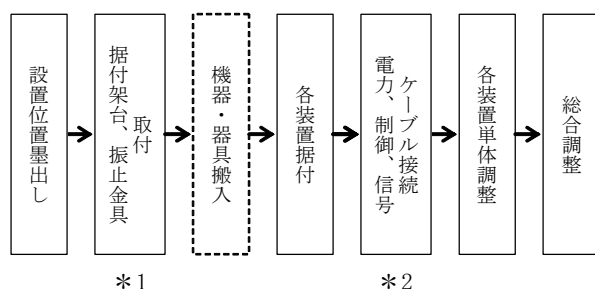 設置位置墨出し
据付架台、振止金具
取付
機器・器具搬入
各装置据付
電力、制御、信号
ケーブル接続
各装置単体調整
総合調整
＊1
＊2